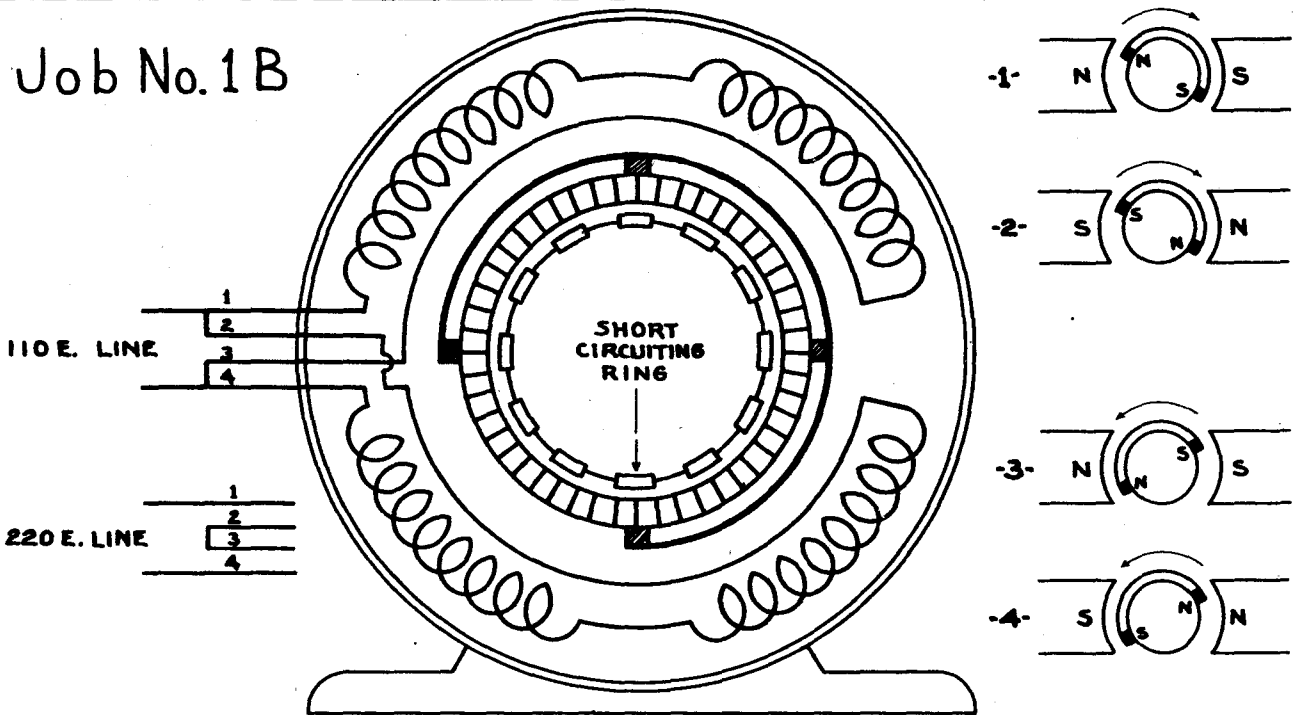 Job No. 1B
1
2
110 E. LINE
3
4
1
2
220 E. LINE
3
4
SHORT
CIRCUITING
RING
-1-
N
N
S
S
-2-
S
S
N
N
-3-
N
S
N
S
-4-
S
N
S
N